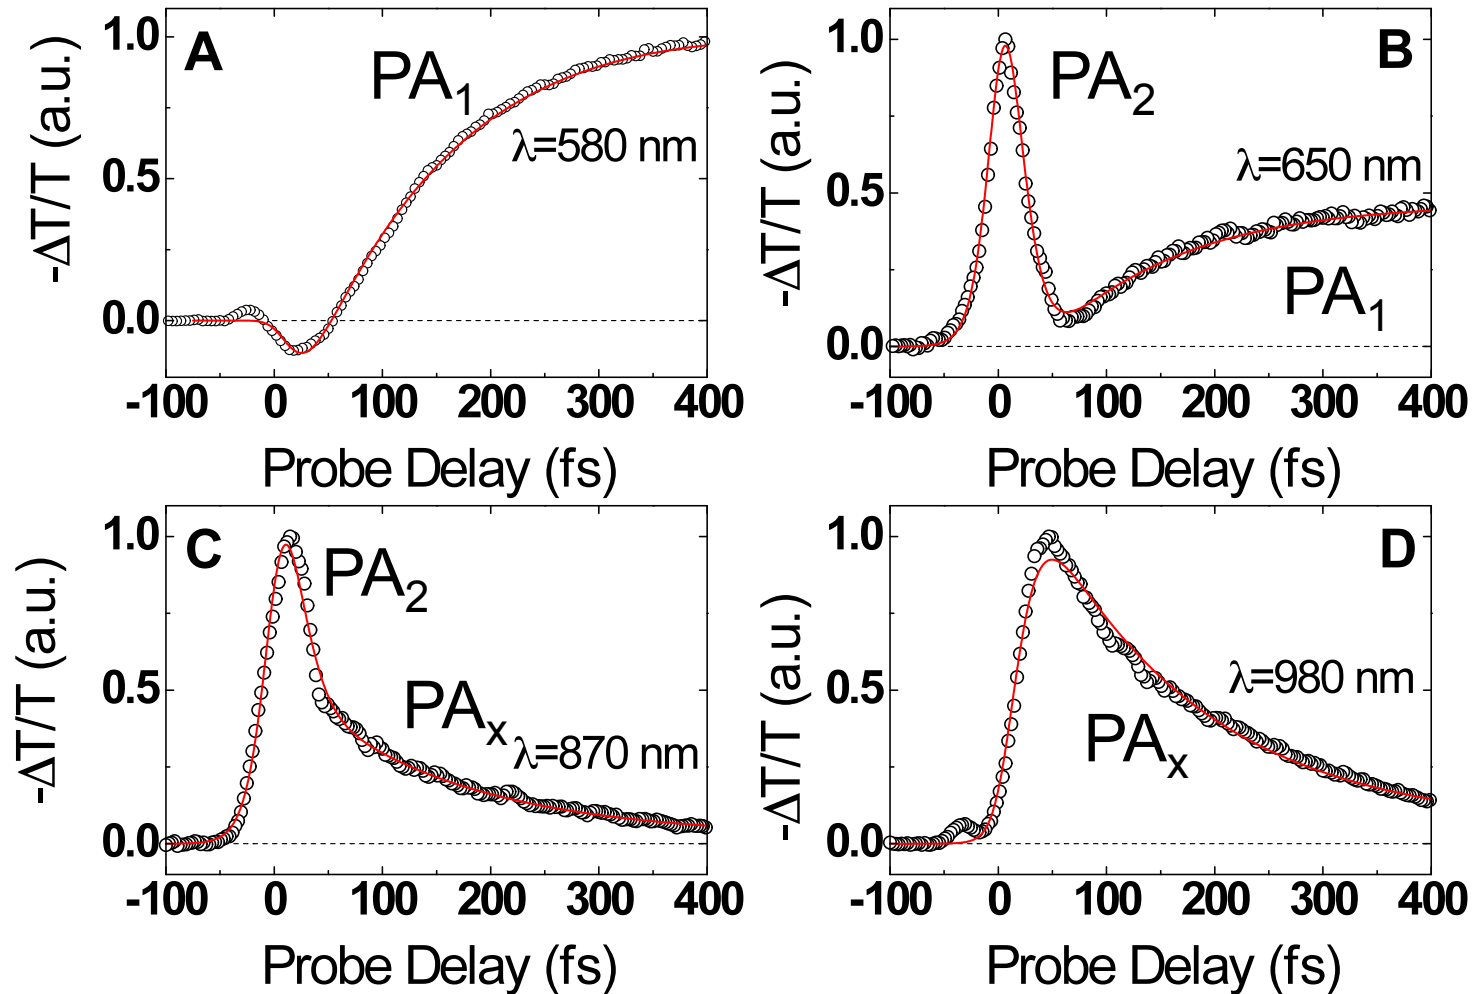 A
PA1
λ=580 nm
1.0
0.5
0.0
-ΔT/T (a.u.)
-100 0 100 200 300 400
Probe Delay (fs)
B
PA2
λ=650 nm
PA1
1.0
0.5
0.0
-ΔT/T (a.u.)
-100 0 100 200 300 400
Probe Delay (fs)
C
PA2
PAx
λ=870 nm
1.0
0.5
0.0
-ΔT/T (a.u.)
-100 0 100 200 300 400
Probe Delay (fs)
D
λ=980 nm
PAx
1.0
0.5
0.0
-ΔT/T (a.u.)
-100 0 100 200 300 400
Probe Delay (fs)